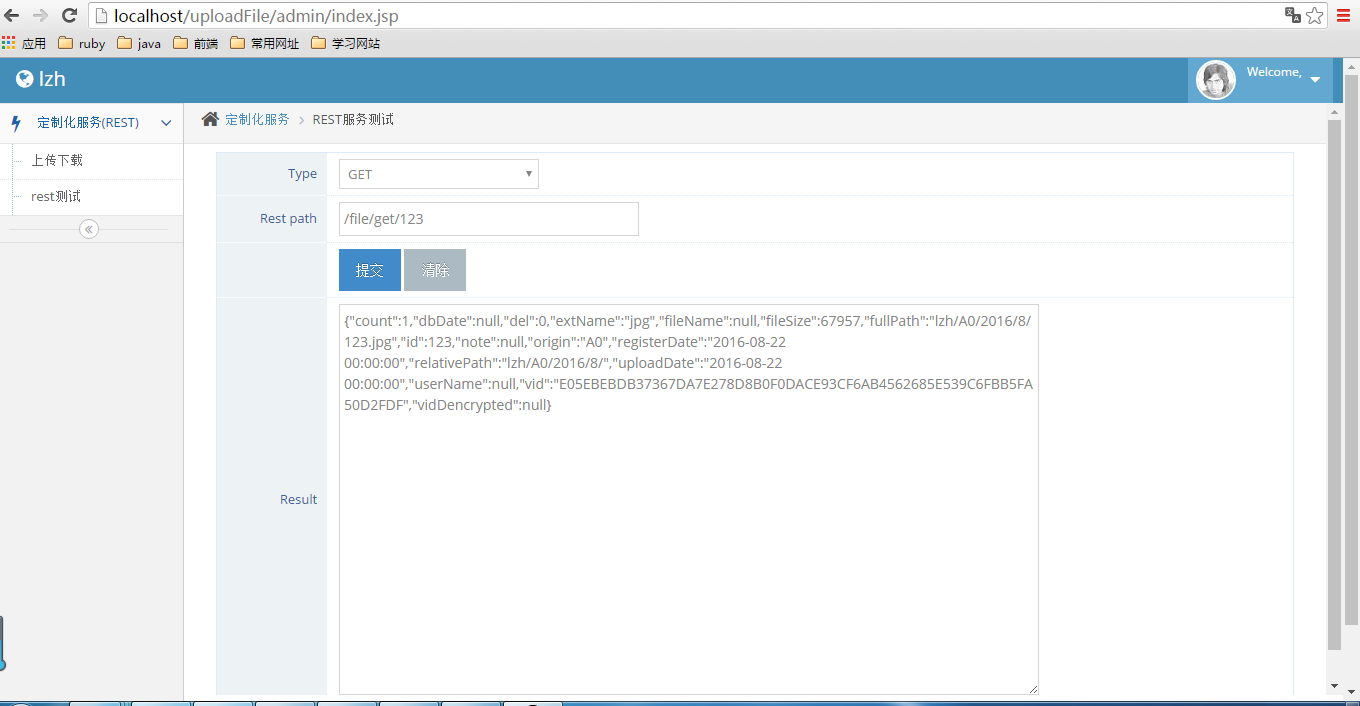 localhost/uploadFile/admin/index.jsp
应用 ruby java 前端 常用网址 学习网站
lzh
Welcome,
定制化服务(REST)
定制化服务 > REST服务测试
上传下载
rest测试
Type
GET
Rest path
/file/get/123
提交 清除
Result
{"count":1,"dbDate":null,"del":0,"extName":"jpg","fileName":null,"fileSize":67957,"fullPath":"lzh/A0/2016/8/
123.jpg","id":123,"note":null,"origin":"A0","registerDate":"2016-08-22
00:00:00","relativePath":"lzh/A0/2016/8/","uploadDate":"2016-08-22
00:00:00","userName":null,"vid":"E05EBEBDB37367DA7E278D8B0F0DACE93CF6AB4562685E539C6FBB5FA
50D2FDF","vidDencrypted":null}